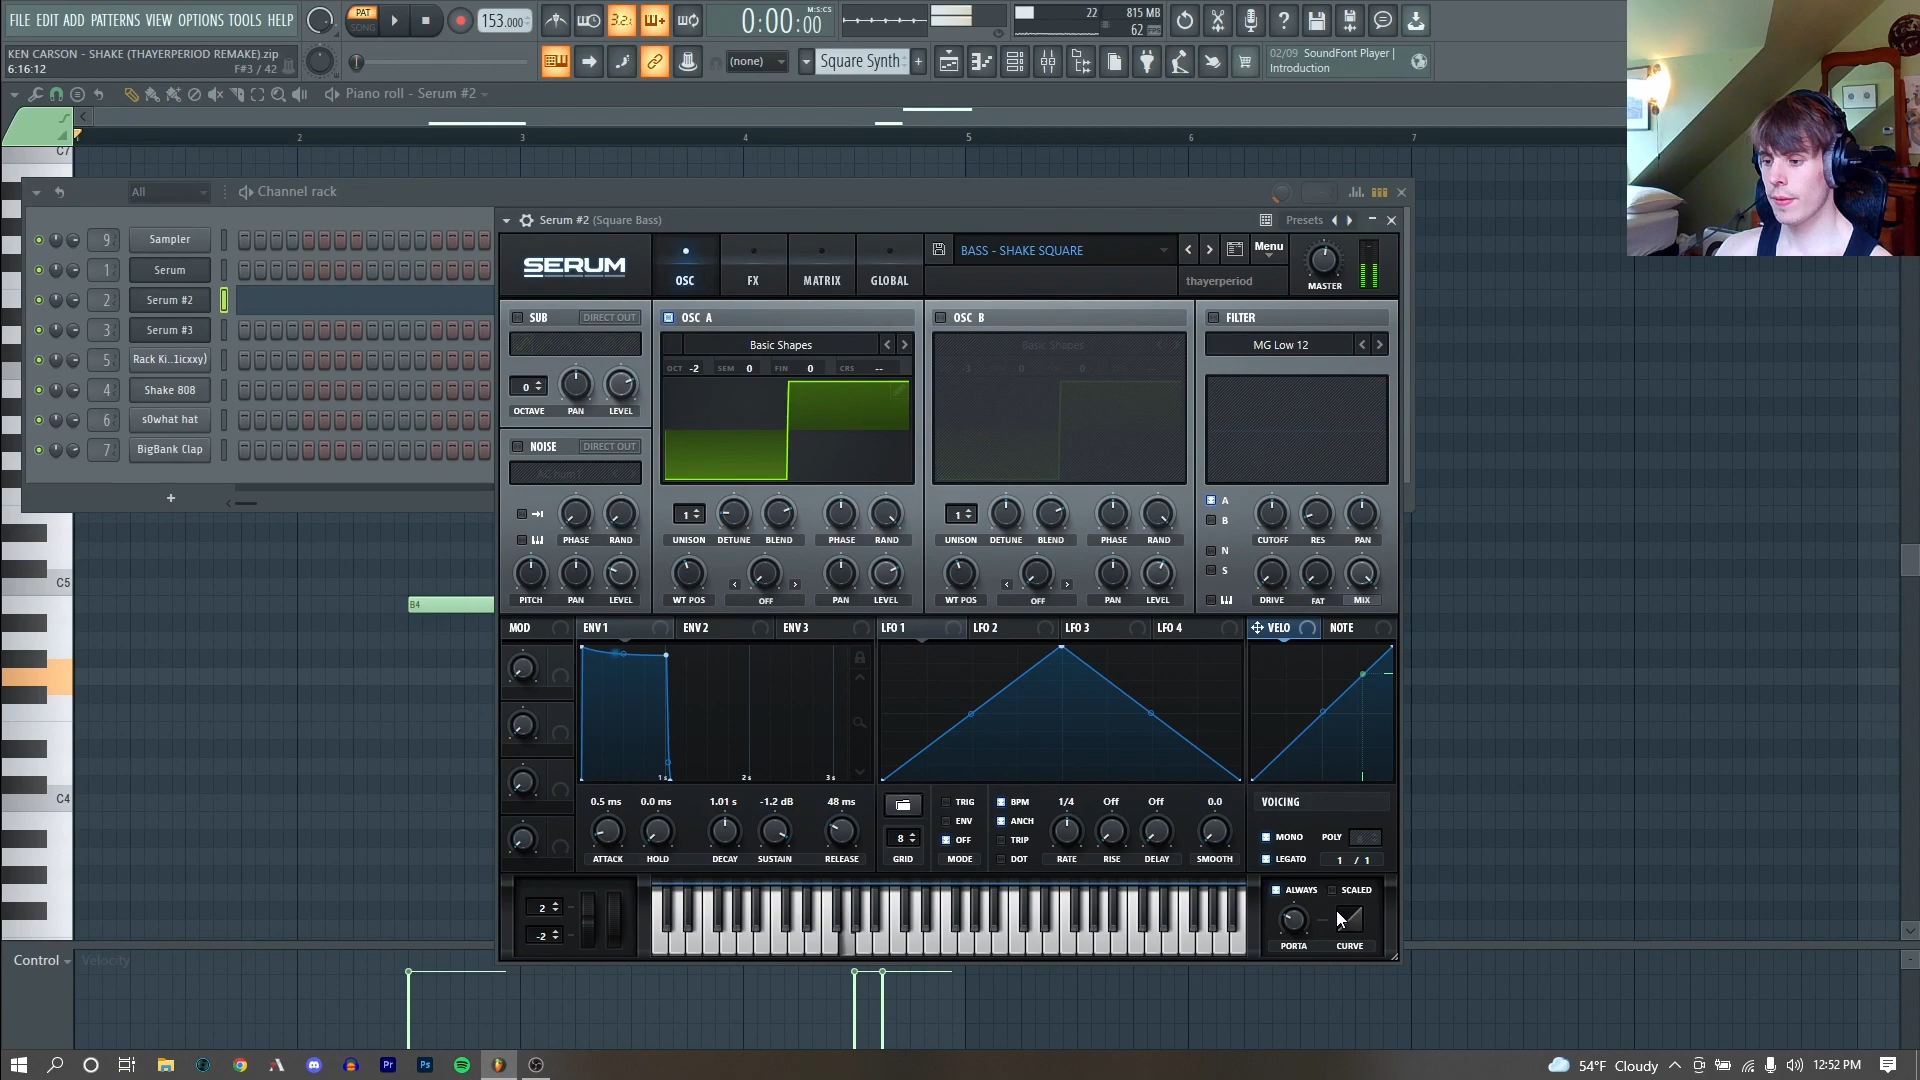 FILE EDIT ADD PATTERNS VIEW OPTIONS TOOLS HELP
PAT
SONG
153.000
3.2
0:00:00
M:S:CS
22
815 MB
62
KEN CARSON - SHAKE (THAYERPERIOD REMAKE).zip
6:16:12
F#3 / 42
(none)
Square Synth
02/09 SoundFont Player |
Introduction
Piano roll - Serum #2
2 3 4 5 6 7
C7
All
Channel rack
9 Sampler
1 Serum
2 Serum #2
3 Serum #3
5 Rack Ki..1icxxy)
4 Shake 808
6 s0what hat
7 BigBank Clap
+
Serum #2 (Square Bass)
Presets
SERUM
OSC
FX
MATRIX
GLOBAL
BASS - SHAKE SQUARE
Menu
thayerperiod
MASTER
SUB DIRECT OUT
0
OCTAVE PAN LEVEL
NOISE DIRECT OUT
AC hum1
PHASE RAND
PITCH PAN LEVEL
OSC A
Basic Shapes
OCT -2 SEM 0 FIN 0 CRS --
1
UNISON DETUNE BLEND PHASE RAND
WT POS OFF PAN LEVEL
OSC B
Basic Shapes
-3 0 0 --
1
UNISON DETUNE BLEND PHASE RAND
WT POS OFF PAN LEVEL
FILTER
MG Low 12
A
B
N
S
CUTOFF RES PAN
DRIVE FAT MIX
MOD ENV 1 ENV 2 ENV 3 LFO 1 LFO 2 LFO 3 LFO 4 VELO NOTE
1 s 2 s 3 s
0.5 ms 0.0 ms 1.01 s -1.2 dB 48 ms
ATTACK HOLD DECAY SUSTAIN RELEASE
8
GRID
TRIG
ENV
OFF
MODE
BPM
ANCH
TRIP
DOT
1/4 Off Off 0.0
RATE RISE DELAY SMOOTH
VOICING
MONO POLY
LEGATO 1 / 1
ALWAYS SCALED
PORTA CURVE
2
-2
C5
B4
C4
Control
Velocity
54°F Cloudy
12:52 PM